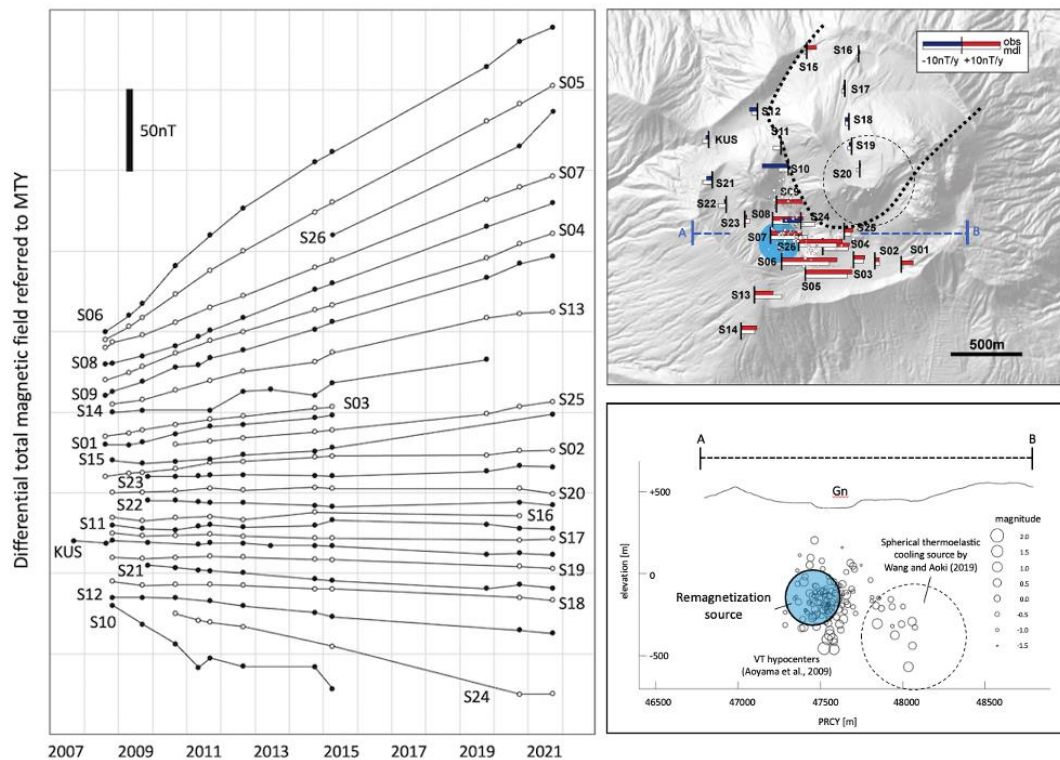 Differential total magnetic field referred to MTY
50nT
S05
S07
S26
S04
S06
S08
S13
S09
S14
S03
S25
S01
S15
S02
S23
S22
S20
S16
S11
S17
KUS
S19
S21
S18
S12
S10
S24
2007 2009 2011 2013 2015 2017 2019 2021
obs
mdl
-10nT/y +10nT/y
S15
S16
S17
S12
S18
KUS
S11
S19
S10
S20
S21
S09
S22
S08
S24
S23
S25
A
B
S07
S26
S04
S02
S01
S06
S03
S05
S13
S14
500m
A
B
+500
Gn
magnitude
2.0
1.5
1.0
0.5
0.0
-0.5
-1.0
-1.5
Spherical thermoelastic
cooling source by
Wang and Aoki (2019)
elevation [m]
0
Remagnetization
source
-500
VT hypocenters
(Aoyama et al., 2009)
46500 47000 47500 48000 48500
PRCY [m]